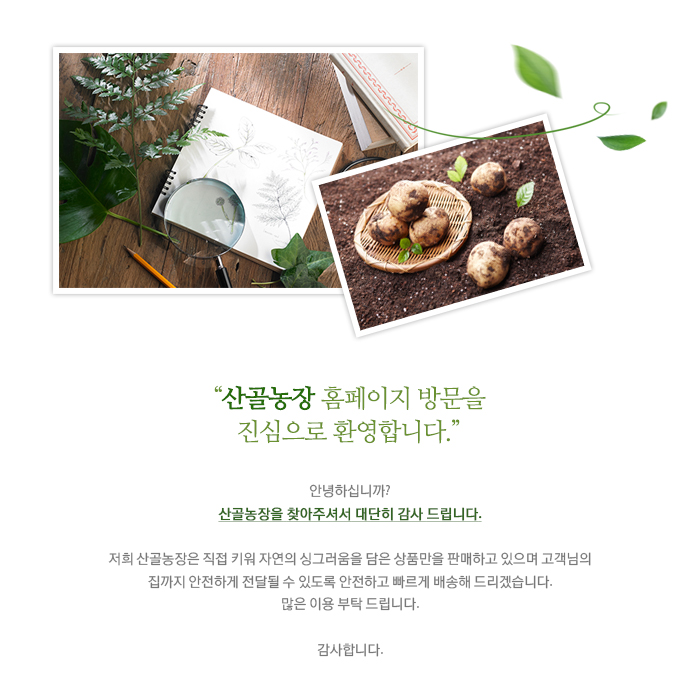 “산골농장 홈페이지 방문을
진심으로 환영합니다.”
안녕하십니까?
산골농장을 찾아주셔서 대단히 감사 드립니다.
저희 산골농장은 직접 키워 자연의 싱그러움을 담은 상품만을 판매하고 있으며 고객님의
집까지 안전하게 전달될 수 있도록 안전하고 빠르게 배송해 드리겠습니다.
많은 이용 부탁 드립니다.
감사합니다.